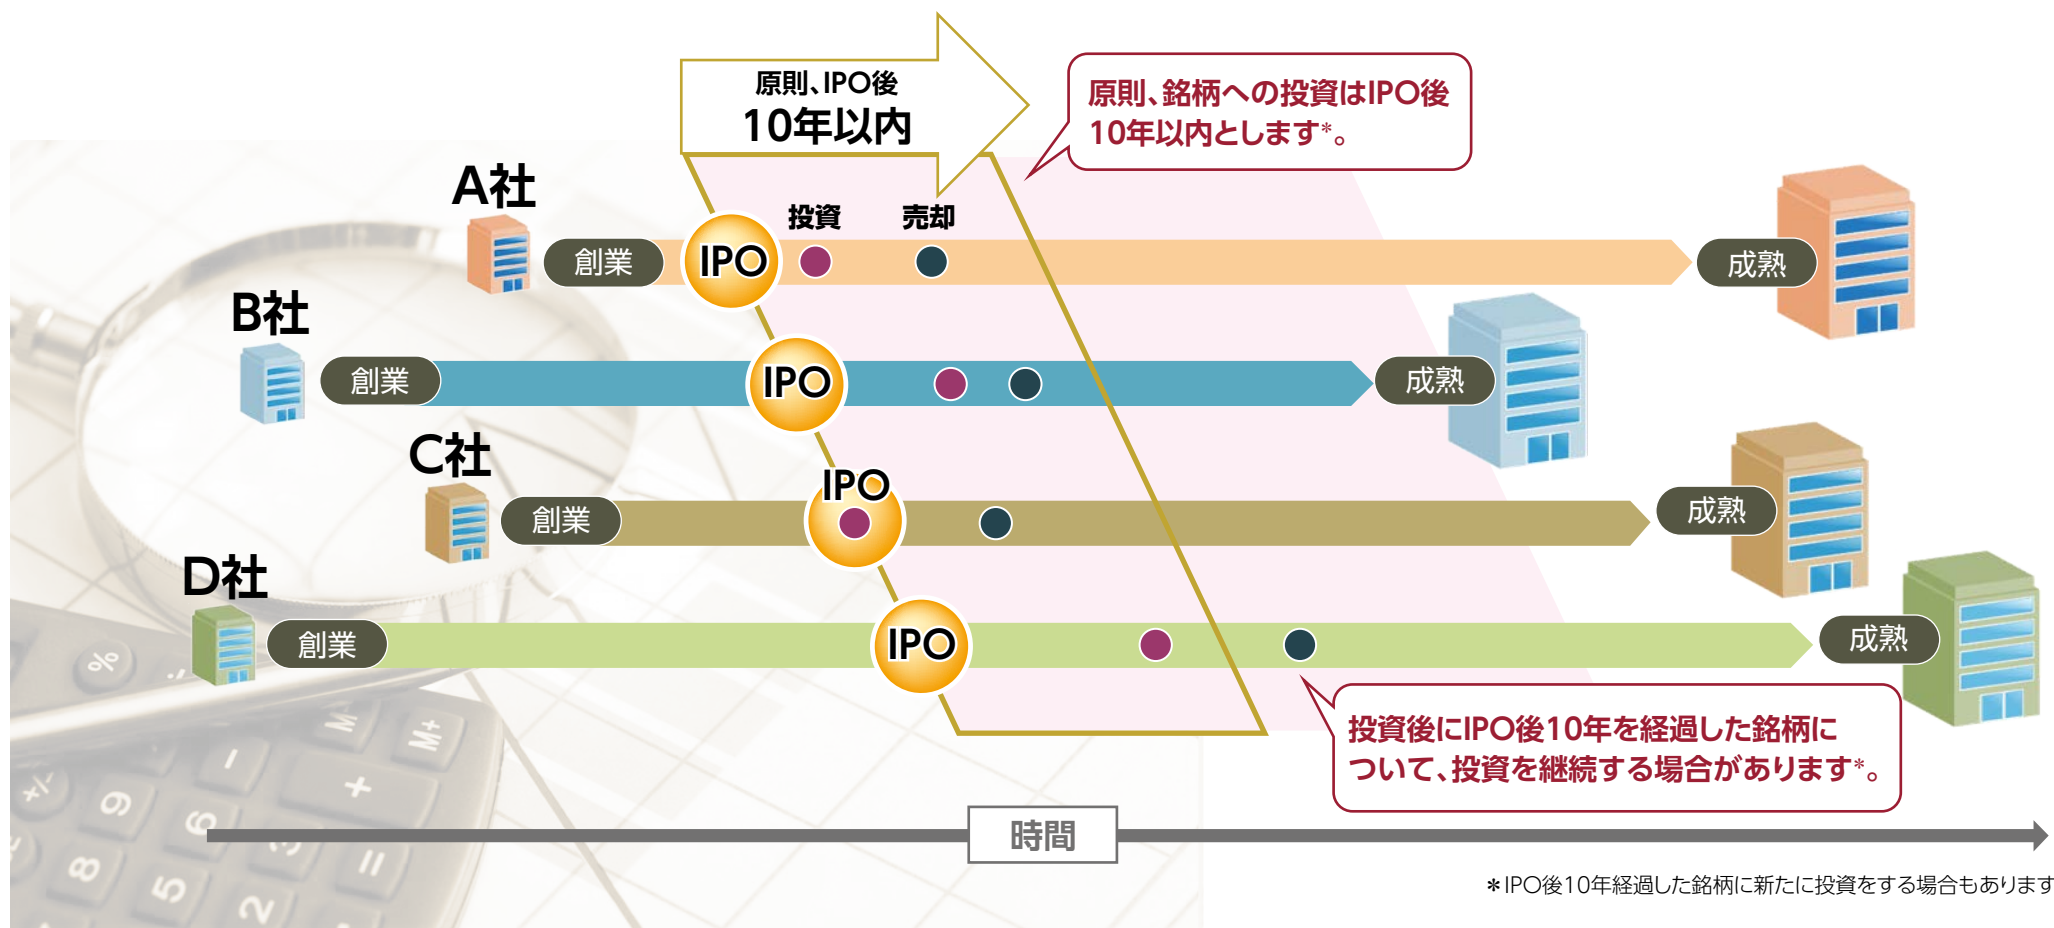 原則、IPO後
10年以内
原則、銘柄への投資はIPO後
10年以内とします*。
A社
投資
売却
創業
IPO
成熟
B社
創業
IPO
成熟
C社
創業
IPO
成熟
D社
創業
IPO
成熟
投資後にIPO後10年を経過した銘柄に
ついて、投資を継続する場合があります*。
時間
*IPO後10年経過した銘柄に新たに投資をする場合もあります
%
M-
M+
+/-
9
6
-
+
8
5
2
3
=